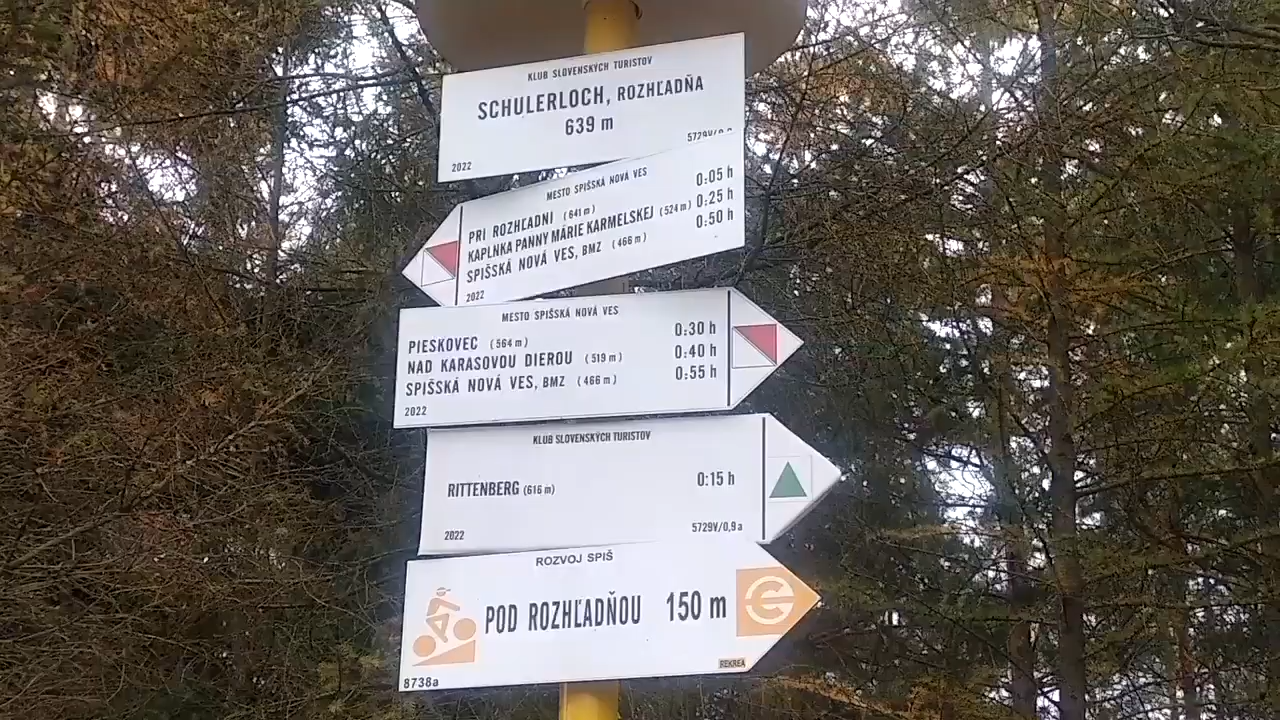 KLUB SLOVENSKÝCH TURISTOV
SCHULERLOCH, ROZHĽADŇA
639 m
2022
MESTO SPIŠSKÁ NOVÁ VES
PRI ROZHĽADNI (641 m) 0:05 h
KAPLNKA PANNY MÁRIE KARMELSKEJ (524 m) 0:25 h
SPIŠSKÁ NOVÁ VES, BMZ (466 m) 0:50 h
2022
MESTO SPIŠSKÁ NOVÁ VES
PIESKOVEC (564 m) 0:30 h
NAD KARASOVOU DIEROU (519 m) 0:40 h
SPIŠSKÁ NOVÁ VES, BMZ (466 m) 0:55 h
2022
KLUB SLOVENSKÝCH TURISTOV
RITTENBERG (616 m) 0:15 h
2022 5729V/0,9a
ROZVOJ SPIŠ
POD ROZHĽADŇOU 150 m
REKREA
8738a